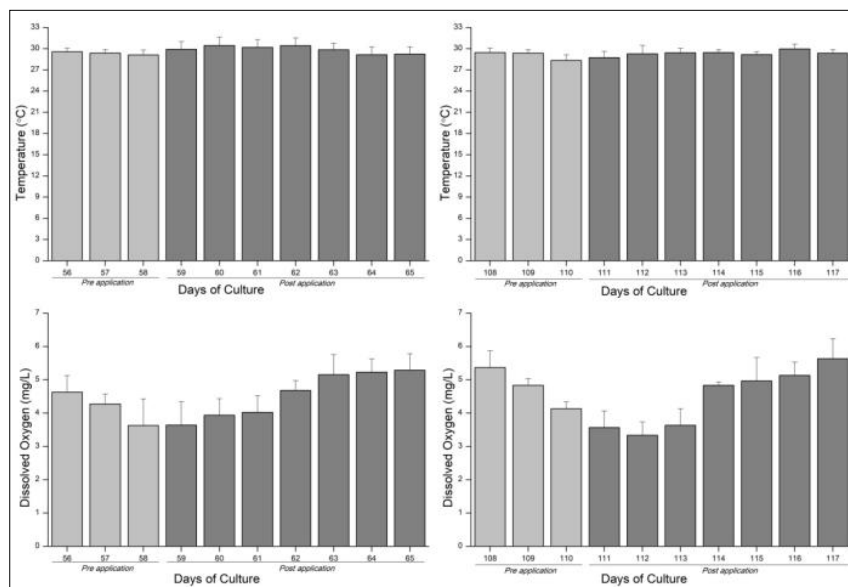 33
30
27
24
21
18
15
12
9
6
3
0
Temperature (°C)
56 57 58 59 60 61 62 63 64 65
Pre application Post application
Days of Culture
33
30
27
24
21
18
15
12
9
6
3
0
Temperature (°C)
108 109 110 111 112 113 114 115 116 117
Pre application Post application
Days of Culture
7
6
5
4
3
2
1
0
Dissolved Oxygen (mg/L)
56 57 58 59 60 61 62 63 64 65
Pre application Post application
Days of Culture
7
6
5
4
3
2
1
0
Dissolved Oxygen (mg/L)
108 109 110 111 112 113 114 115 116 117
Pre application Post application
Days of Culture